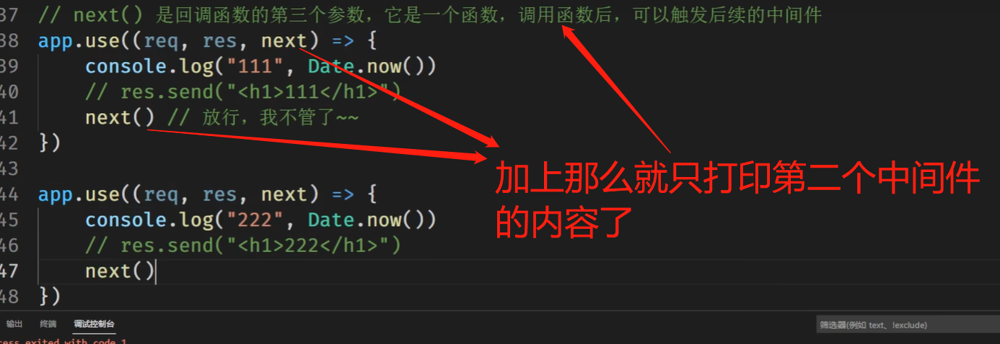 37 // next() 是回调函数的第三个参数，它是一个函数，调用函数后，可以触发后续的中间件
38 app.use((req, res, next) => {
39 console.log("111", Date.now())
40 // res.send("<h1>111</h1>")
41 next() // 放行，我不管了~~
42 })
43
44 app.use((req, res, next) => {
45 console.log("222", Date.now())
46 // res.send("<h1>222</h1>")
47 next()
48 })
加上那么就只打印第二个中间件
的内容了
输出 终端 调试控制台 筛选器(例如 text、!exclude)
cess exited with code 1